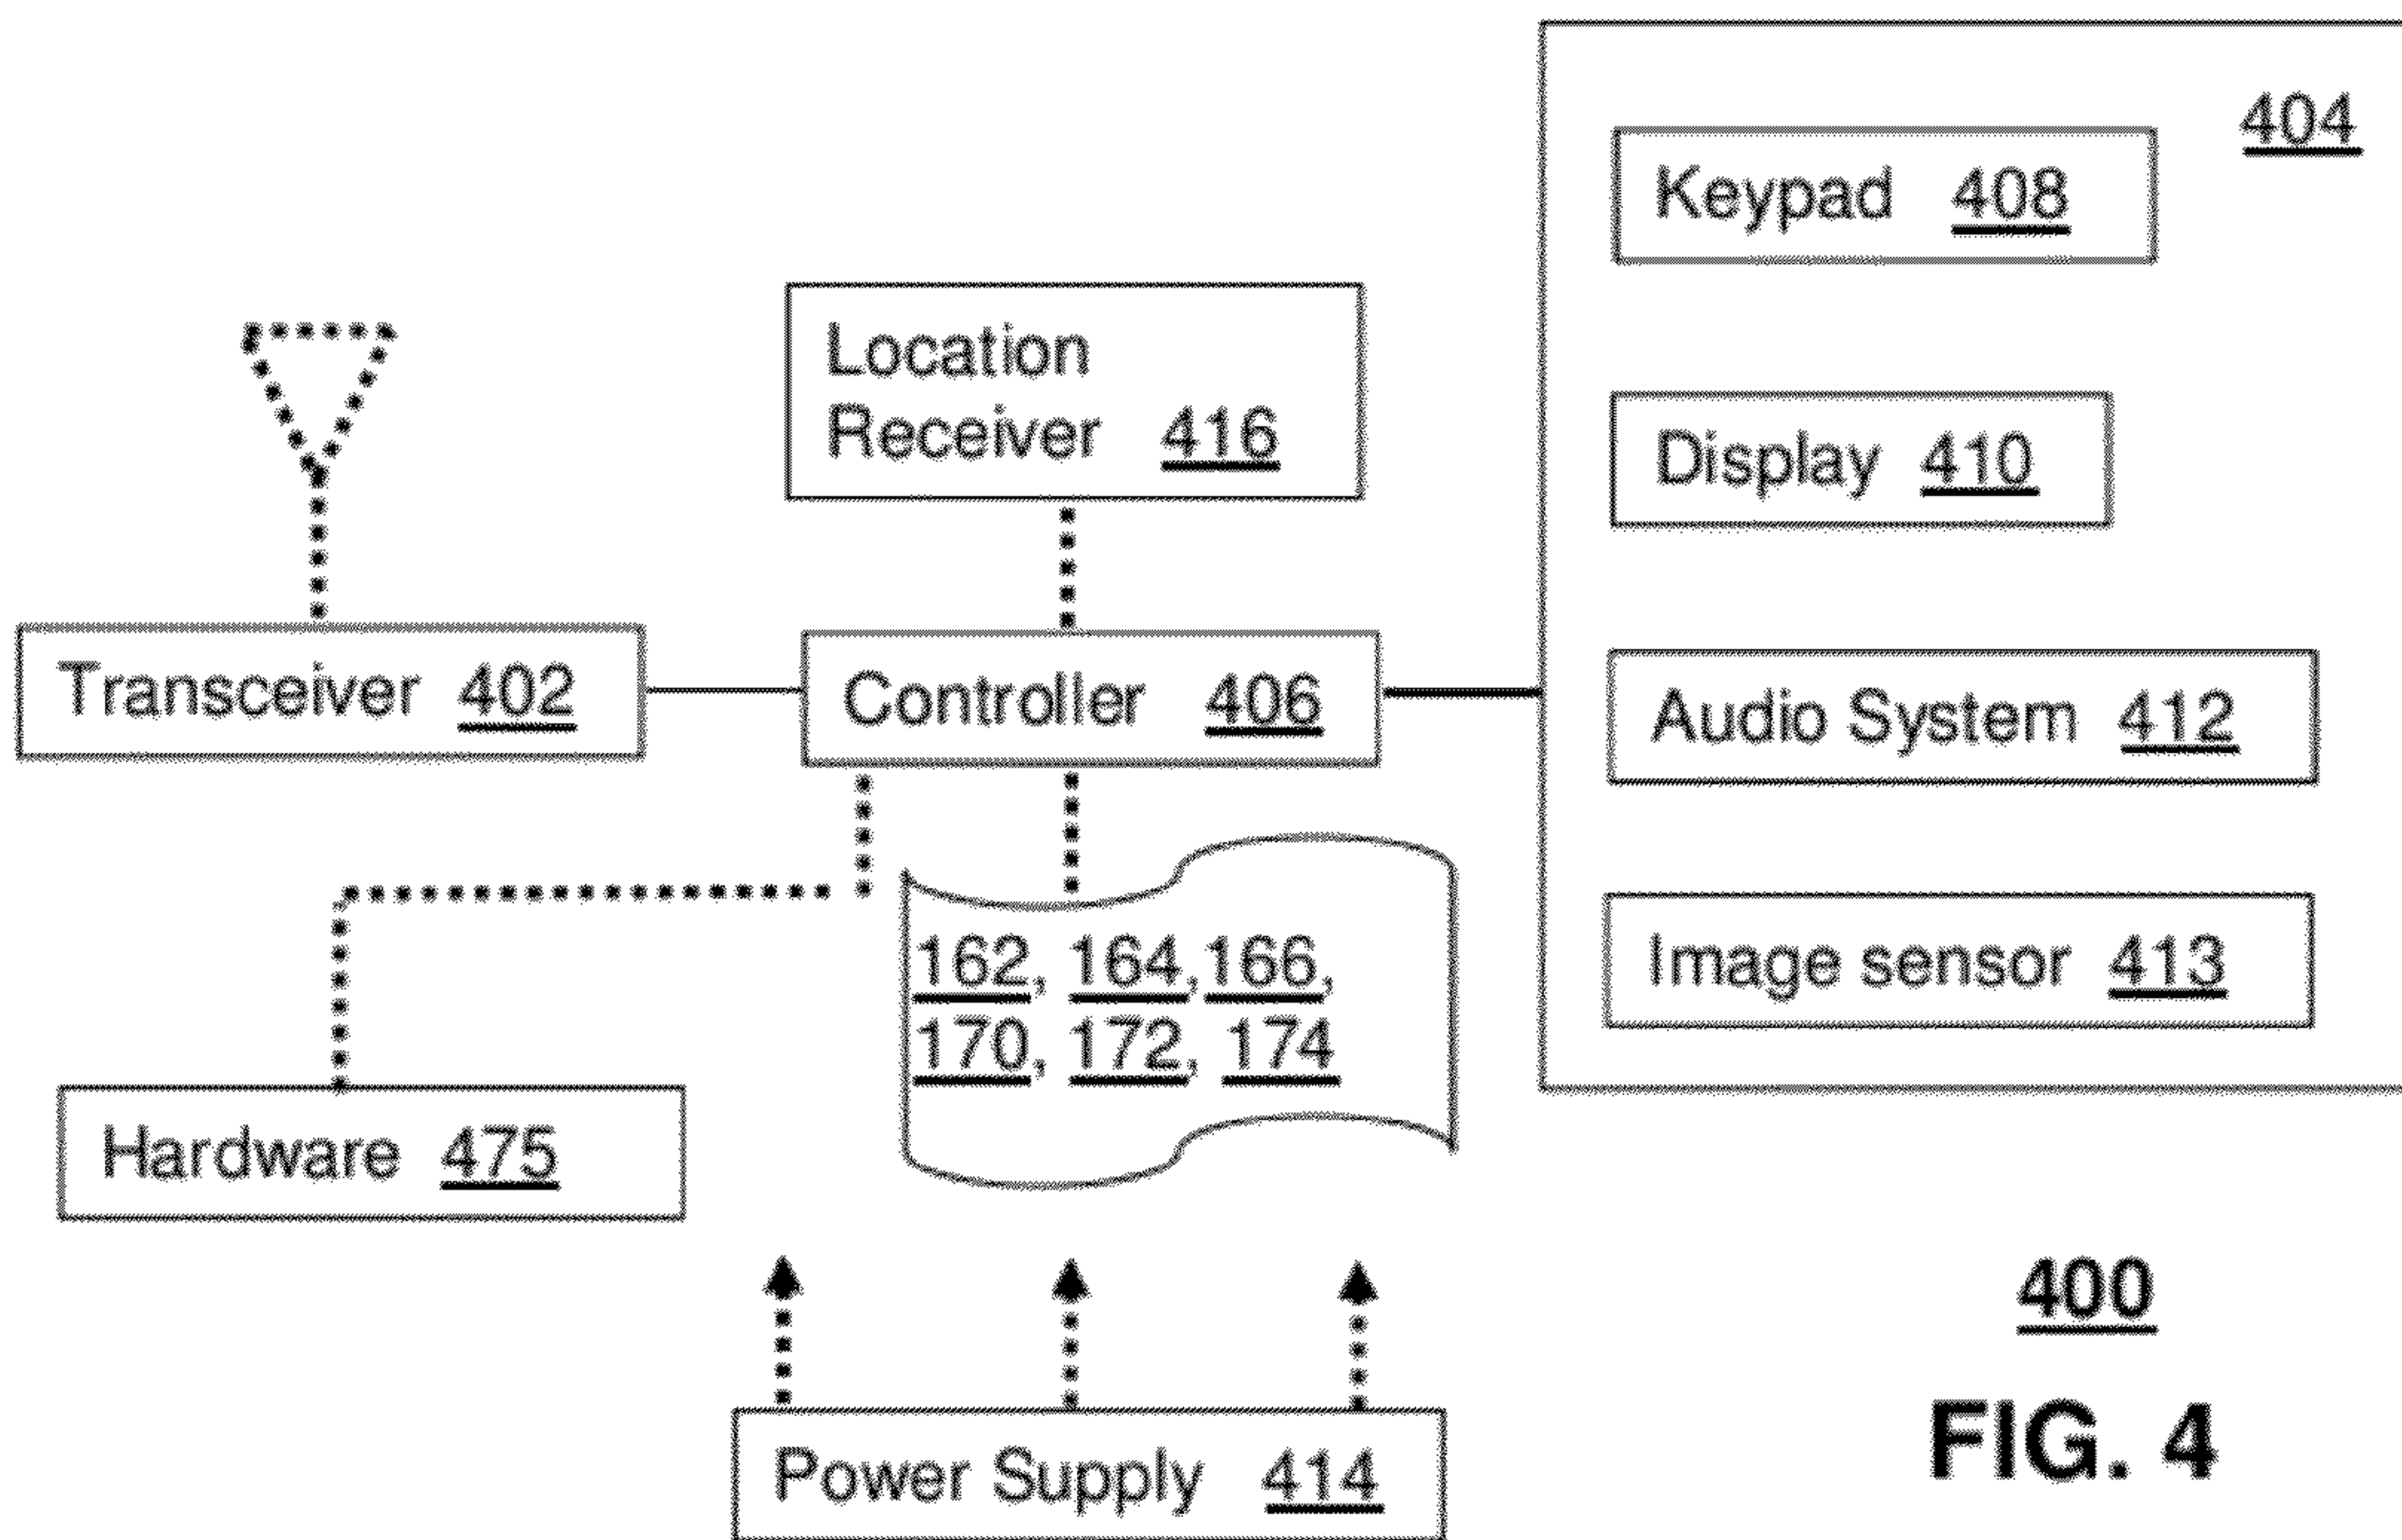 404
Keypad 408
Location
Receiver 416
Display 410
Transceiver 402
Controller 406
Audio System 412
162, 164, 166,
170, 172, 174
Image sensor 413
Hardware 475
400
Power Supply 414
FIG. 4